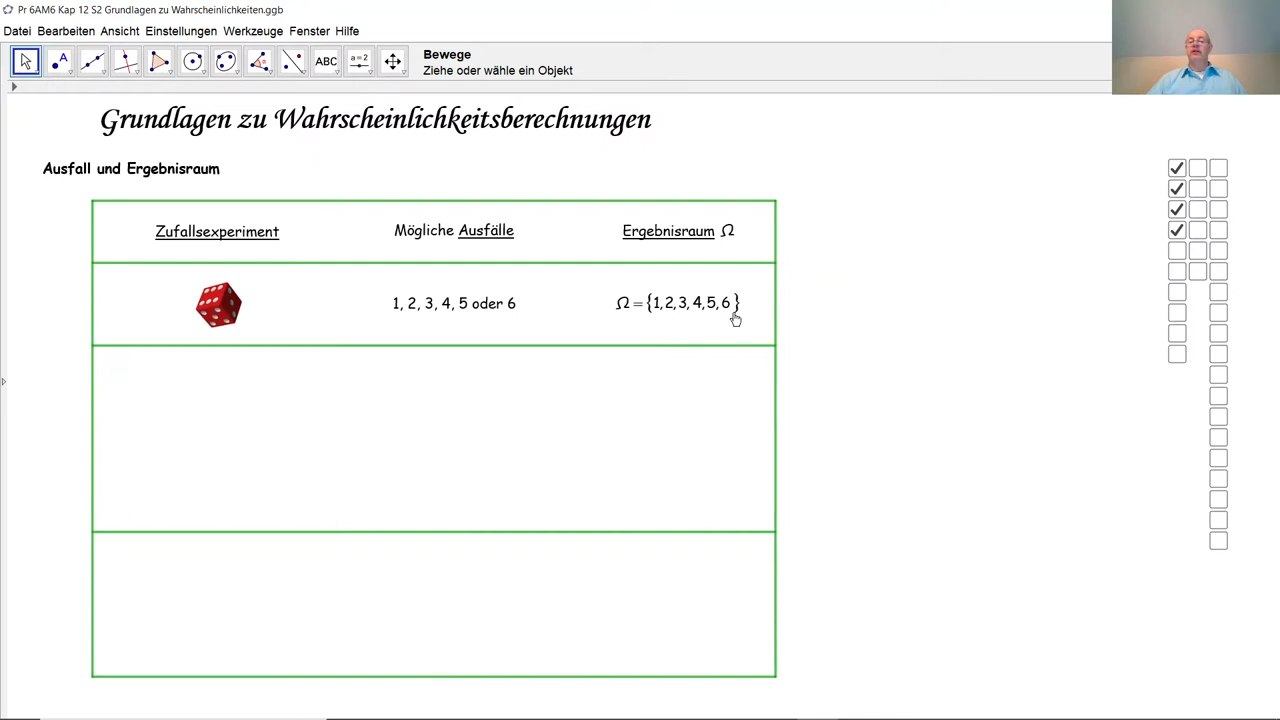 Pr 6AM6 Kap 12 S2 Grundlagen zu Wahrscheinlichkeiten.ggb
Datei Bearbeiten Ansicht Einstellungen Werkzeuge Fenster Hilfe
A ABC a=2
Bewege
Ziehe oder wähle ein Objekt
Grundlagen zu Wahrscheinlichkeitsberechnungen
Ausfall und Ergebnisraum
Zufallsexperiment Mögliche Ausfälle Ergebnisraum Ω
1, 2, 3, 4, 5 oder 6 Ω = {1,2,3,4,5,6}